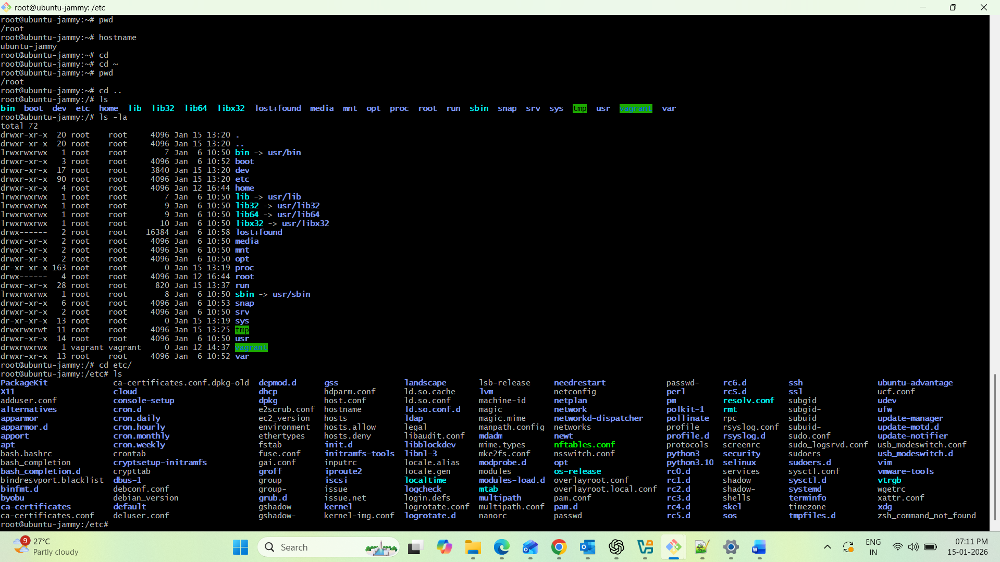 root@ubuntu-jammy: /etc
root@ubuntu-jammy:~# pwd
/root
root@ubuntu-jammy:~# hostname
ubuntu-jammy
root@ubuntu-jammy:~# cd
root@ubuntu-jammy:~# cd ~
root@ubuntu-jammy:~# pwd
/root
root@ubuntu-jammy:~# cd ..
root@ubuntu-jammy:/# ls
bin boot dev etc home lib lib32 lib64 libx32 lost+found media mnt opt proc root run sbin snap srv sys tmp usr vagrant var
root@ubuntu-jammy:/# ls -la
total 72
drwxr-xr-x 20 root root 4096 Jan 15 13:20 .
drwxr-xr-x 20 root root 4096 Jan 15 13:20 ..
lrwxrwxrwx 1 root root 7 Jan 6 10:50 bin -> usr/bin
drwxr-xr-x 3 root root 4096 Jan 6 10:52 boot
drwxr-xr-x 17 root root 3840 Jan 15 13:20 dev
drwxr-xr-x 90 root root 4096 Jan 15 13:20 etc
drwxr-xr-x 4 root root 4096 Jan 12 16:44 home
lrwxrwxrwx 1 root root 7 Jan 6 10:50 lib -> usr/lib
lrwxrwxrwx 1 root root 9 Jan 6 10:50 lib32 -> usr/lib32
lrwxrwxrwx 1 root root 9 Jan 6 10:50 lib64 -> usr/lib64
lrwxrwxrwx 1 root root 10 Jan 6 10:50 libx32 -> usr/libx32
drwx------ 2 root root 16384 Jan 6 10:58 lost+found
drwxr-xr-x 2 root root 4096 Jan 6 10:50 media
drwxr-xr-x 2 root root 4096 Jan 6 10:50 mnt
drwxr-xr-x 2 root root 4096 Jan 6 10:50 opt
dr-xr-xr-x 163 root root 0 Jan 15 13:19 proc
drwx------ 4 root root 4096 Jan 12 16:44 root
drwxr-xr-x 28 root root 820 Jan 15 13:37 run
lrwxrwxrwx 1 root root 8 Jan 6 10:50 sbin -> usr/sbin
drwxr-xr-x 6 root root 4096 Jan 6 10:53 snap
drwxr-xr-x 2 root root 4096 Jan 6 10:50 srv
dr-xr-xr-x 13 root root 0 Jan 15 13:19 sys
drwxrwxrwt 11 root root 4096 Jan 15 13:25 tmp
drwxr-xr-x 14 root root 4096 Jan 6 10:50 usr
drwxrwxrwx 1 vagrant vagrant 0 Jan 12 14:37 vagrant
drwxr-xr-x 13 root root 4096 Jan 6 10:52 var
root@ubuntu-jammy:/# cd etc/
root@ubuntu-jammy:/etc# ls
PackageKit ca-certificates.conf.dpkg-old depmod.d gss landscape lsb-release needrestart passwd- rc6.d ssh ubuntu-advantage
X11 cloud dhcp hdparm.conf ld.so.cache lvm netconfig perl rcS.d ssl ucf.conf
adduser.conf console-setup dpkg host.conf ld.so.conf machine-id netplan pm resolv.conf subgid udev
alternatives cron.d e2scrub.conf hostname ld.so.conf.d magic network polkit-1 rmt subgid- ufw
apparmor cron.daily ec2_version hosts ldap magic.mime networkd-dispatcher pollinate rpc subuid update-manager
apparmor.d cron.hourly environment hosts.allow legal manpath.config networks profile rsyslog.conf subuid- update-motd.d
apport cron.monthly ethertypes hosts.deny libaudit.conf mdadm newt profile.d rsyslog.d sudo.conf update-notifier
apt cron.weekly fstab init.d libblockdev mime.types nftables.conf protocols screenrc sudo_logsrvd.conf usb_modeswitch.conf
bash.bashrc crontab fuse.conf initramfs-tools libnl-3 mke2fs.conf nsswitch.conf python3 security sudoers usb_modeswitch.d
bash_completion cryptsetup-initramfs gai.conf inputrc locale.alias modprobe.d opt python3.10 selinux sudoers.d vim
bash_completion.d crypttab groff iproute2 locale.gen modules os-release rc0.d services sysctl.conf vmware-tools
bindresvport.blacklist dbus-1 group iscsi localtime modules-load.d overlayroot.conf rc1.d shadow sysctl.d vtrgb
binfmt.d debconf.conf group- issue logcheck mtab overlayroot.local.conf rc2.d shadow- systemd wgetrc
byobu debian_version grub.d issue.net login.defs multipath pam.conf rc3.d shells terminfo xattr.conf
ca-certificates default gshadow kernel logrotate.conf multipath.conf pam.d rc4.d skel timezone xdg
ca-certificates.conf deluser.conf gshadow- kernel-img.conf logrotate.d nanorc passwd rc5.d sos tmpfiles.d zsh_command_not_found
root@ubuntu-jammy:/etc#
9
27°C
Partly cloudy
Search
ENG
IN
07:11 PM
15-01-2026